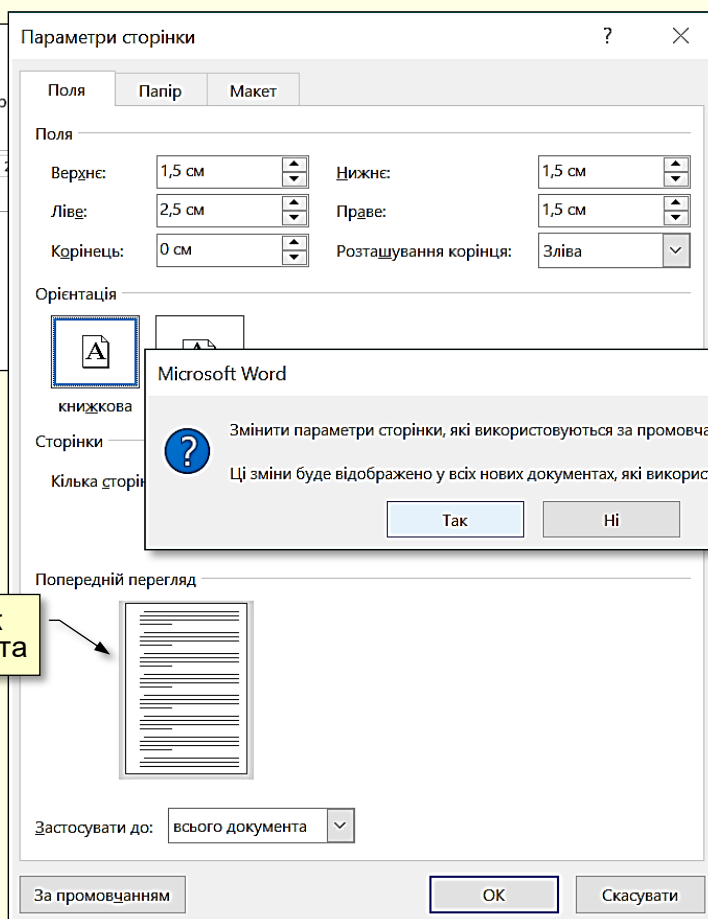 Параметри сторінки ?
Поля Папір Макет
Поля
Верхнє: 1,5 см Нижнє: 1,5 см
Ліве: 2,5 см Праве: 1,5 см
Корінець: 0 см Розташування корінця: Зліва
Орієнтація
A
книжкова
Microsoft Word
? Змінити параметри сторінки, які використовуються за
Ці зміни буде відображено у всіх нових документах, які
Так Ні
Сторінки
Кілька
Попередній перегляд
Застосувати до: всього документа
За промовчанням ОК Скасувати